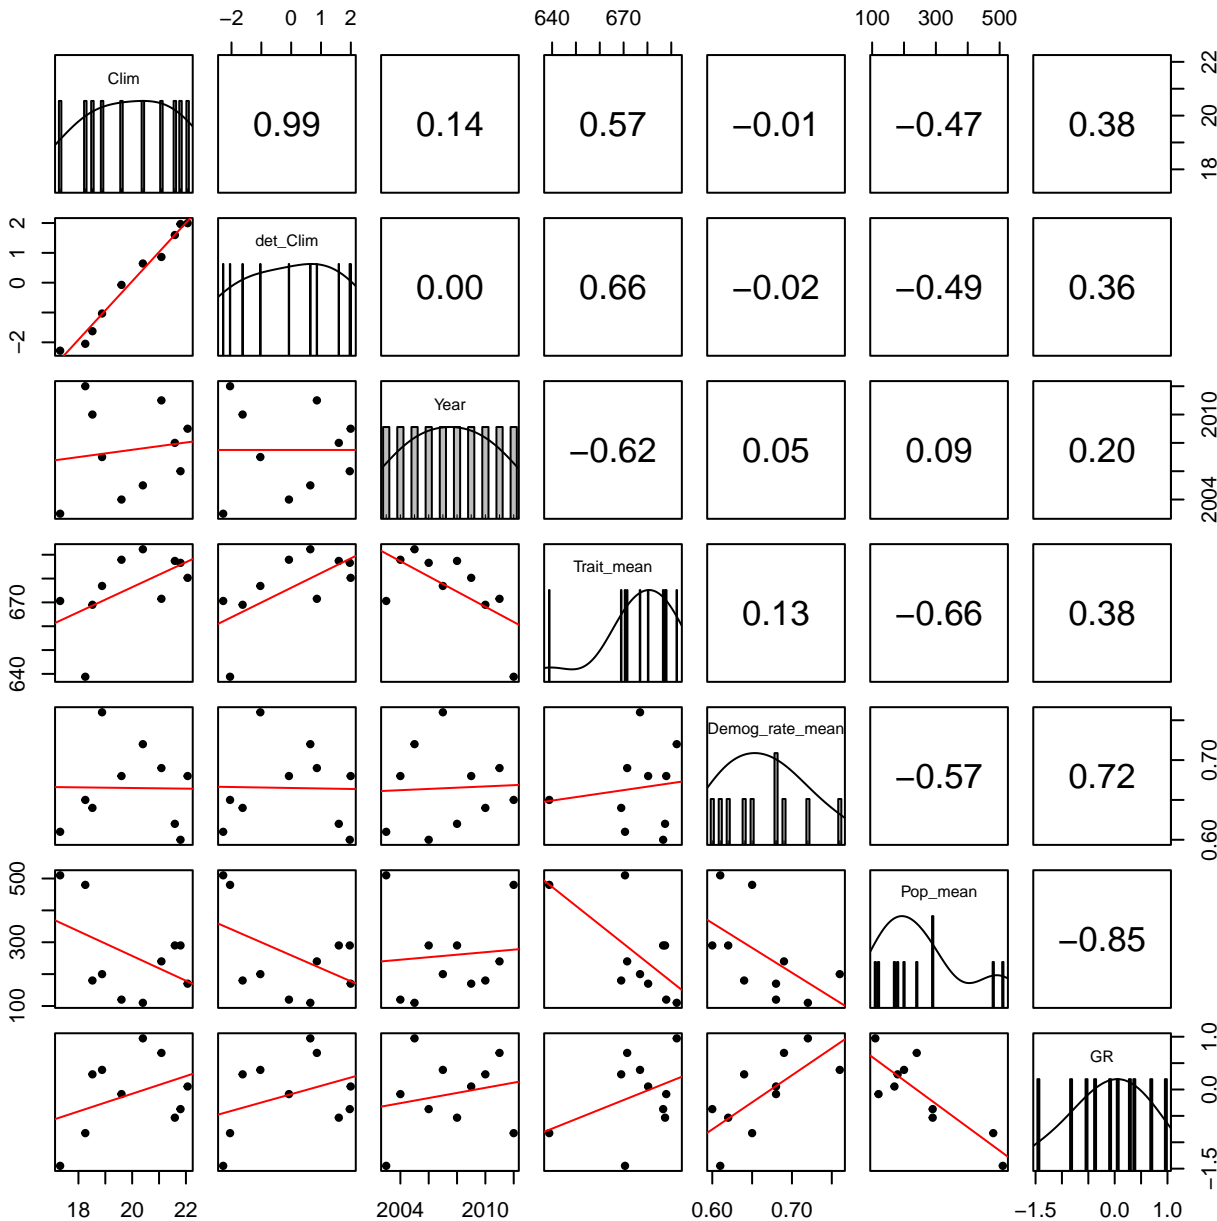 −2 0 1 2 640 670 100 300 500
Clim 0.99 0.14 0.57 −0.01 −0.47 0.38 18 20 22
−2 0 1 2 det_Clim 0.00 0.66 −0.02 −0.49 0.36
Year −0.62 0.05 0.09 0.20 2004 2010
640 670 Trait_mean 0.13 −0.66 0.38
Demog_rate_mean −0.57 0.72 0.60 0.70
100 300 500 Pop_mean −0.85
GR −1.5 0.0 1.0
18 20 22 2004 2010 0.60 0.70 −1.5 0.0 1.0